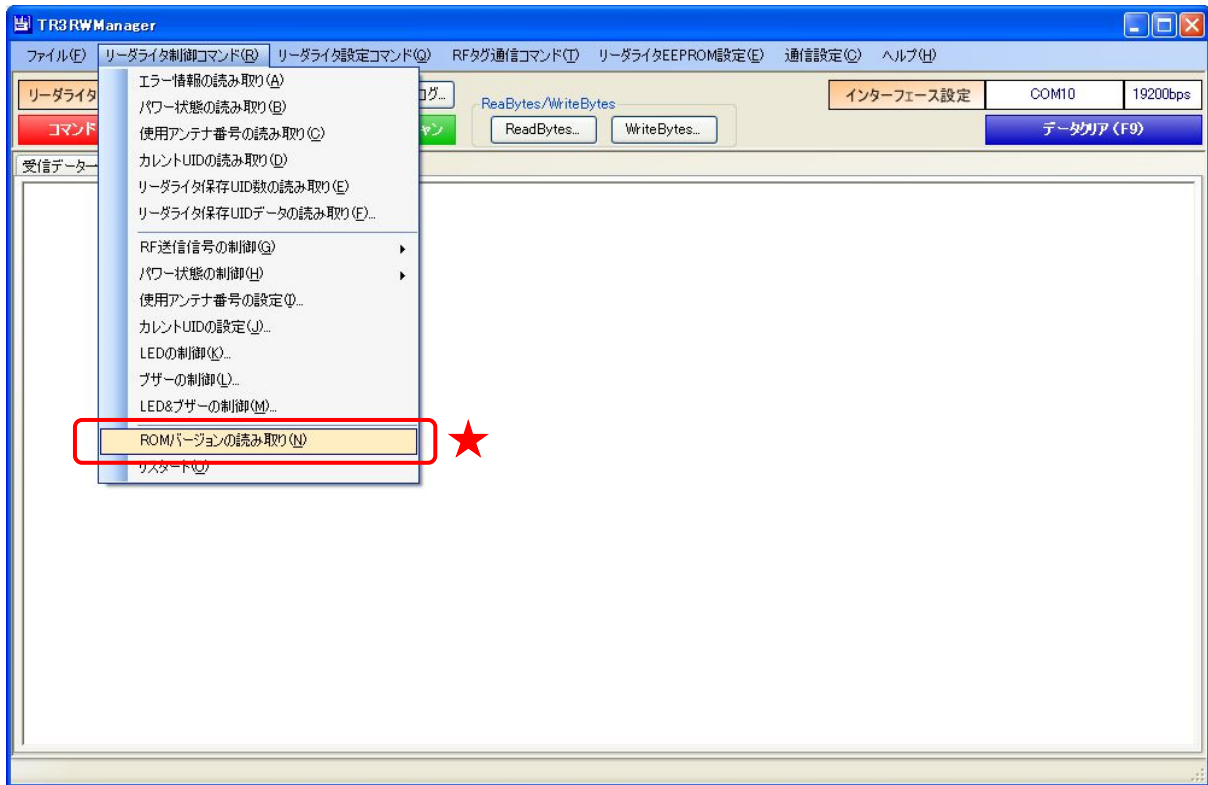 TR3RWManager
ファイル(F) リーダライタ制御コマンド(R) リーダライタ設定コマンド(Q) RFタグ通信コマンド(T) リーダライタEEPROM設定(E) 通信設定(C) ヘルプ(H)
リーダライタ
コマンド
ログ...
ャン
ReaBytes/WriteBytes
ReadBytes... WriteBytes...
インターフェース設定 COM10 19200bps
データクリア(F9)
受信データ一
エラー情報の読み取り(A)
パワー状態の読み取り(B)
使用アンテナ番号の読み取り(C)
カレントUIDの読み取り(D)
リーダライタ保存UID数の読み取り(E)
リーダライタ保存UIDデータの読み取り(F)...
RF送信信号の制御(G)
パワー状態の制御(H)
使用アンテナ番号の設定(I)...
カレントUIDの設定(J)...
LEDの制御(K)...
ブザーの制御(L)...
LED&ブザーの制御(M)...
ROMバージョンの読み取り(N)
★
リスタート(O)